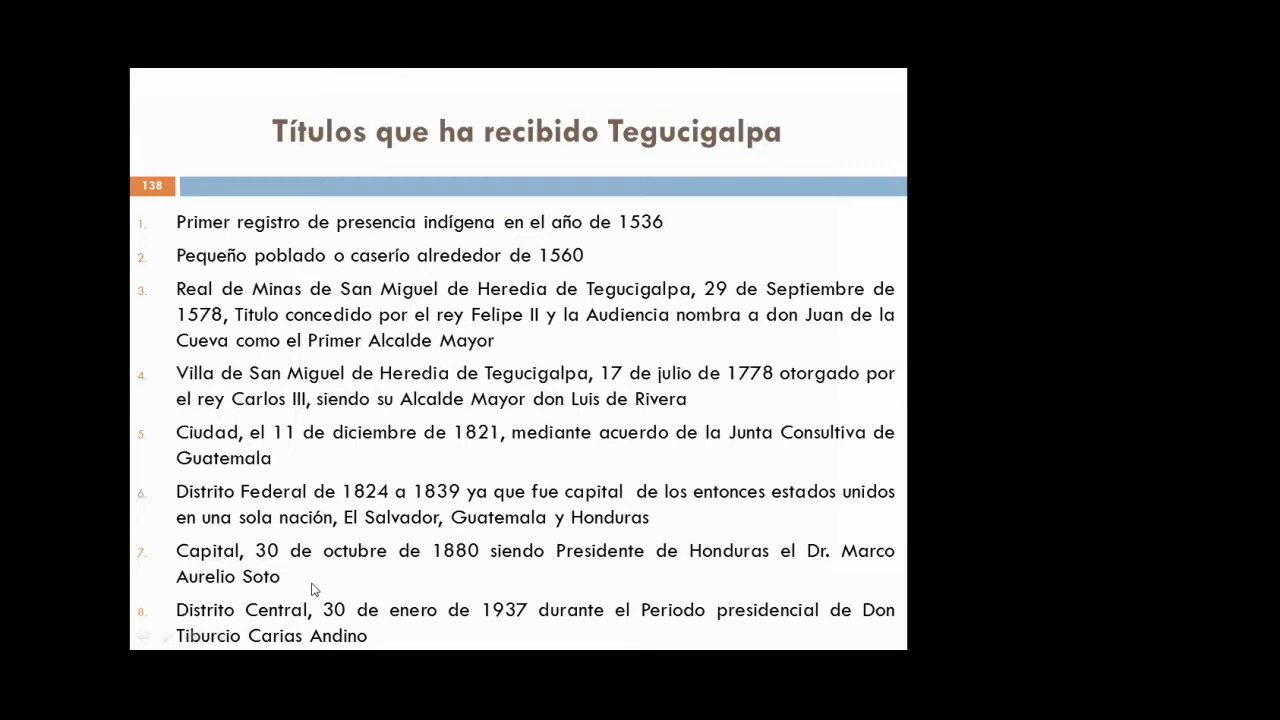 Títulos que ha recibido Tegucigalpa
138
1. Primer registro de presencia indígena en el año de 1536
2. Pequeño poblado o caserío alrededor de 1560
3. Real de Minas de San Miguel de Heredia de Tegucigalpa, 29 de Septiembre de
1578, Titulo concedido por el rey Felipe II y la Audiencia nombra a don Juan de la
Cueva como el Primer Alcalde Mayor
4. Villa de San Miguel de Heredia de Tegucigalpa, 17 de julio de 1778 otorgado por
el rey Carlos III, siendo su Alcalde Mayor don Luis de Rivera
5. Ciudad, el 11 de diciembre de 1821, mediante acuerdo de la Junta Consultiva de
Guatemala
6. Distrito Federal de 1824 a 1839 ya que fue capital de los entonces estados unidos
en una sola nación, El Salvador, Guatemala y Honduras
7. Capital, 30 de octubre de 1880 siendo Presidente de Honduras el Dr. Marco
Aurelio Soto
8. Distrito Central, 30 de enero de 1937 durante el Periodo presidencial de Don
Tiburcio Carias Andino